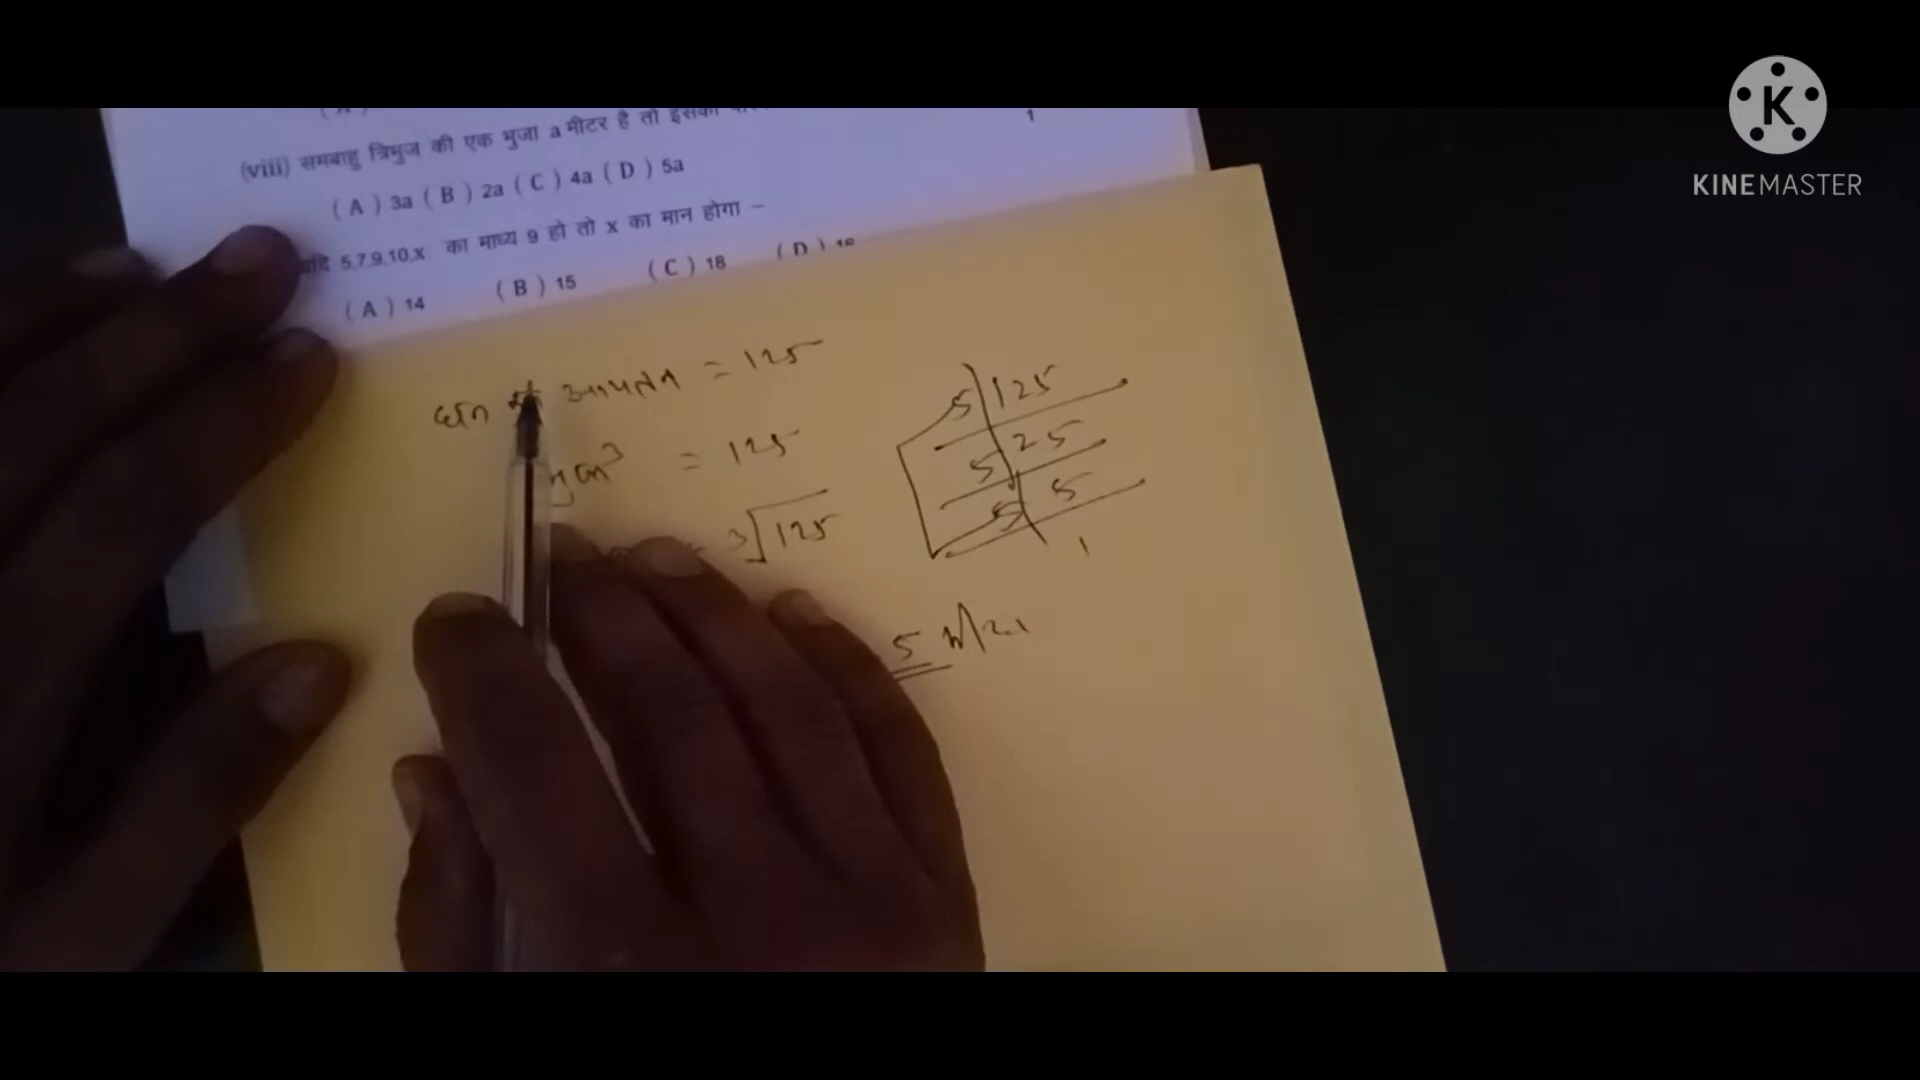 (viii) समबाहु त्रिभुज की एक भुजा a मीटर है तो इसका
1
( A ) 3a ( B ) 2a ( C ) 4a ( D ) 5a
यदि 5,7,9,10,x का माध्य 9 हो तो x का मान होगा –
( A ) 14 ( B ) 15 ( C ) 18 ( D )
घन का आयतन = 125
= 125
3√125
5 125
5 25
5 5
1
5
K
KINEMASTER